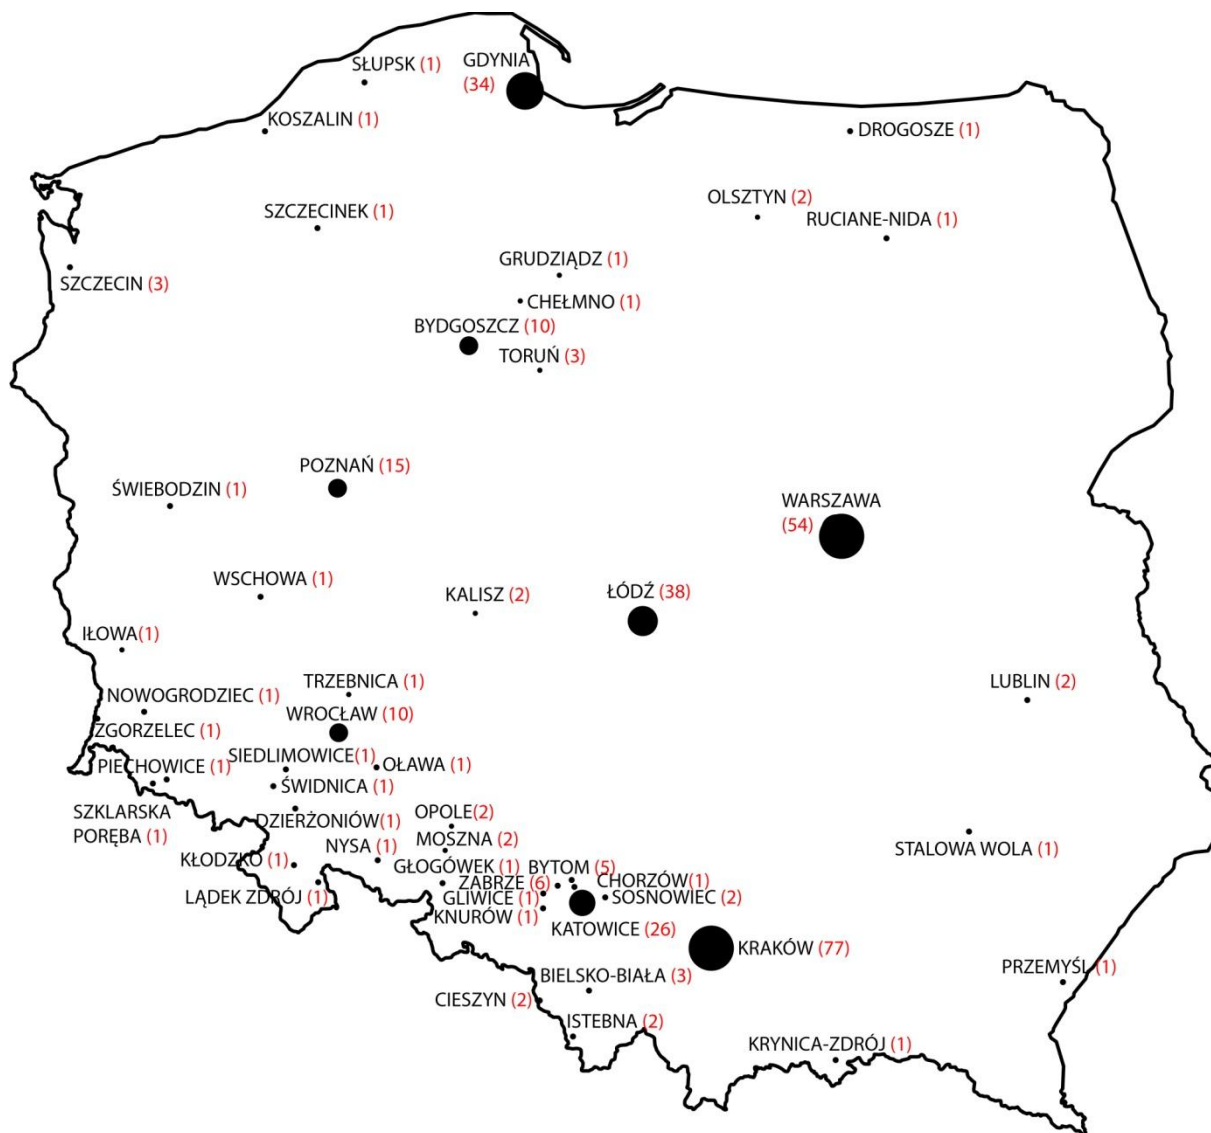 SŁUPSK (1)
GDYNIA
(34)
KOSZALIN (1)
DROGOSZE (1)
OLSZTYN (2)
SZCZECINEK (1)
RUCIANE-NIDA (1)
GRUDZIĄDZ (1)
SZCZECIN (3)
CHEŁMNO (1)
BYDGOSZCZ (10)
TORUŃ (3)
POZNAŃ (15)
ŚWIEBODZIN (1)
WARSZAWA
(54)
WSCHOWA (1)
KALISZ (2)
ŁÓDŹ (38)
IŁOWA(1)
TRZEBNICA (1)
LUBLIN (2)
NOWOGRODZIEC (1)
WROCŁAW (10)
ZGORZELEC (1)
SIEDLIMOWICE(1)
PIECHOWICE (1)
OŁAWA (1)
ŚWIDNICA (1)
SZKLARSKA
PORĘBA (1)
DZIERŻONIÓW(1)
OPOLE(2)
MOSZNA (2)
NYSA (1)
STALOWA WOLA (1)
KŁODZKO (1)
GŁOGÓWEK (1)
BYTOM (5)
ZABRZE (6)
CHORZÓW(1)
LĄDEK ZDRÓJ (1)
GLIWICE (1)
SOSNOWIEC (2)
KNURÓW (1)
KATOWICE (26)
KRAKÓW (77)
BIELSKO-BIAŁA (3)
PRZEMYŚL (1)
CIESZYN (2)
ISTEBNA (2)
KRYNICA-ZDRÓJ (1)